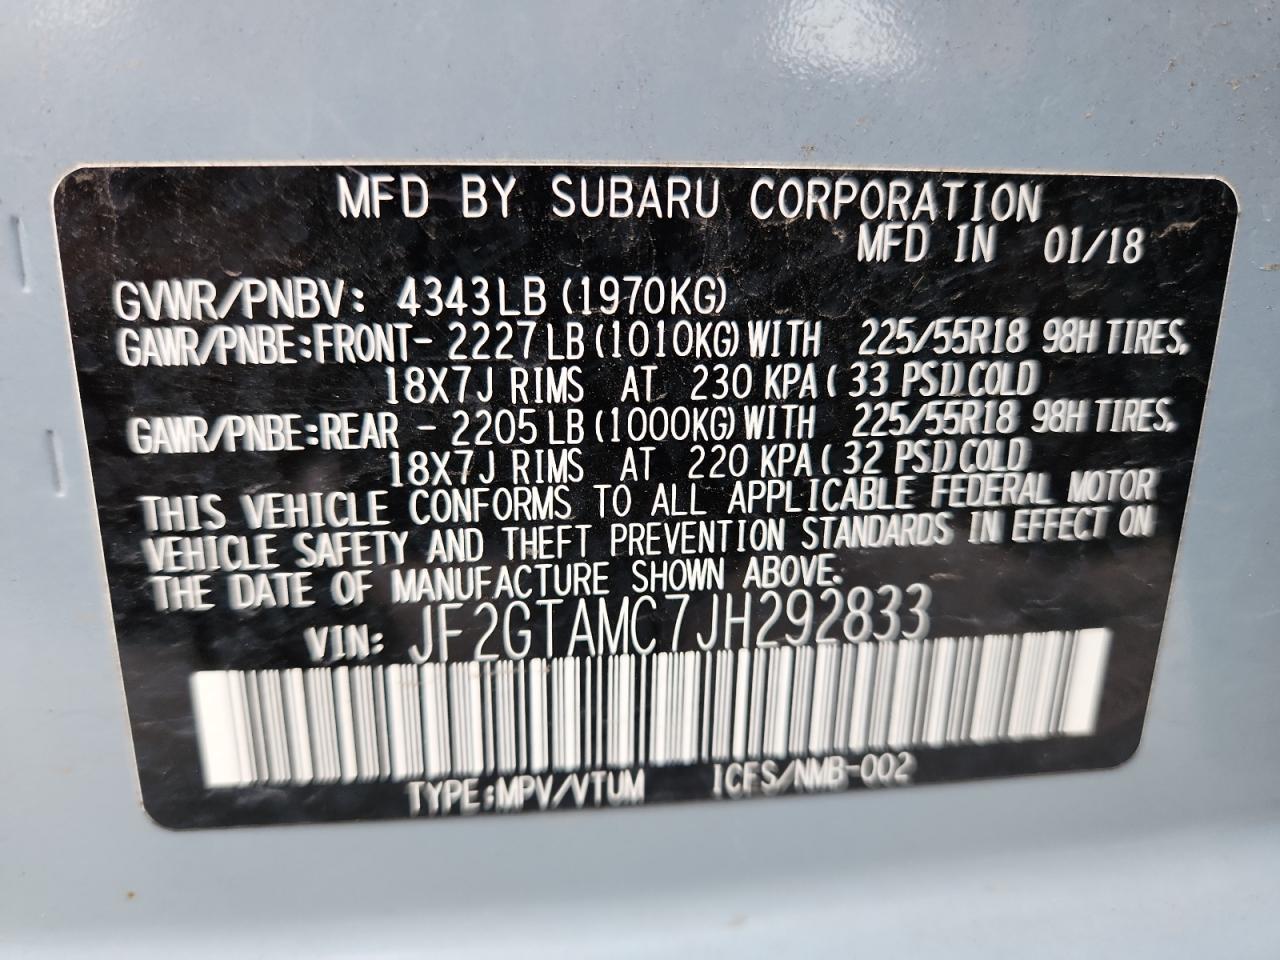 MFD BY SUBARU CORPORATION
MFD IN 01/18
GVWR/PNBV: 4343LB (1970KG)
GAWR/PNBE:FRONT- 2227LB (1010KG) WITH 225/55R18 98H TIRES,
18X7J RIMS AT 230 KPA( 33 PSI)COLD
GAWR/PNBE:REAR - 2205LB (1000KG) WITH 225/55R18 98H TIRES,
18X7J RIMS AT 220 KPA( 32 PSI)COLD
THIS VEHICLE CONFORMS TO ALL APPLICABLE FEDERAL MOTOR
VEHICLE SAFETY AND THEFT PREVENTION STANDARDS IN EFFECT ON
THE DATE OF MANUFACTURE SHOWN ABOVE.
VIN: JF2GTAMC7JH292833
TYPE:MPV/VTUM 1CFS/NMB-002